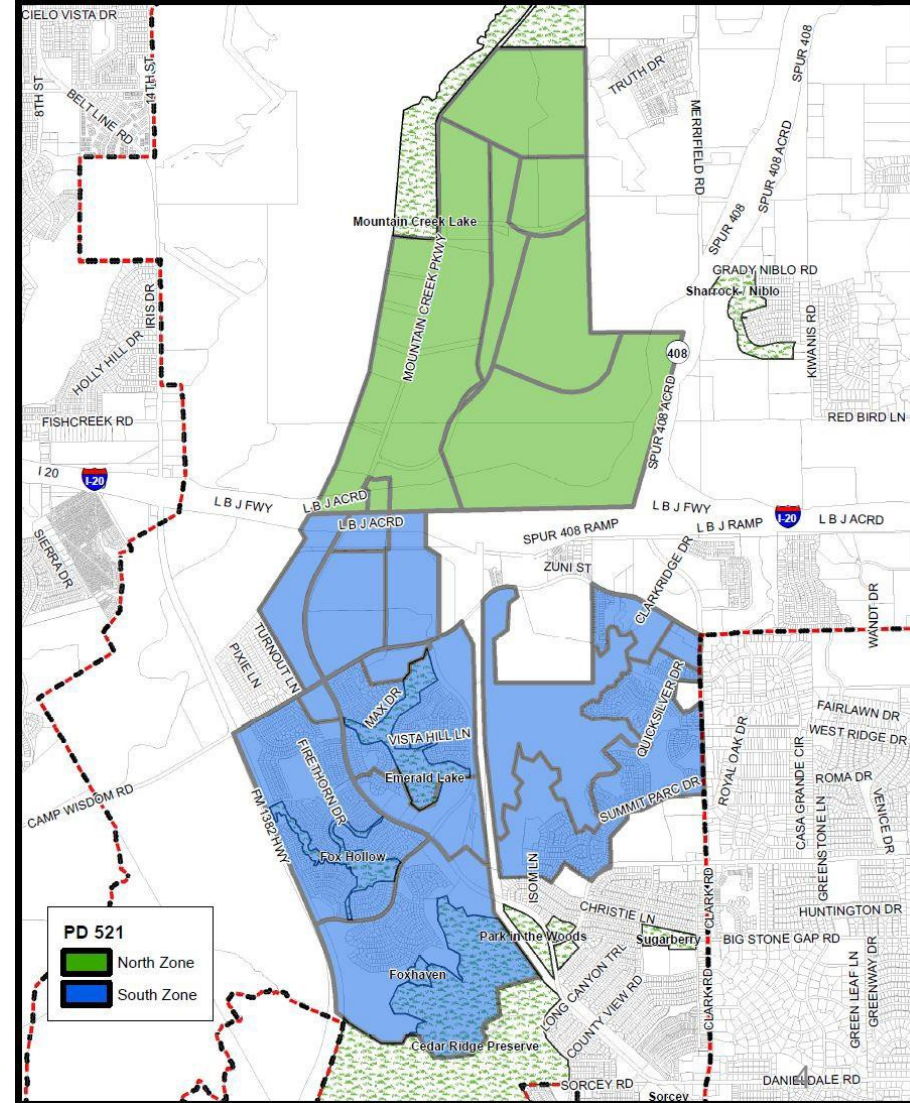 CIELO VISTA DR
8TH ST
14TH ST
BELT LINE RD
TRUTH DR
MERRIFIELD RD
SPUR 408
SPUR 408 ACRD
SPUR 408
Mountain Creek Lake
GRADY NIBLO RD
Sharrock / Niblo
KIWANIS RD
IRIS DR
HOLLY HILL DR
MOUNTAIN CREEK PKWY
408
SPUR 408 ACRD
FISHCREEK RD
RED BIRD LN
I 20
I-20
SIERRA DR
L B J FWY
L B J ACRD
L B J ACRD
L B J FWY
I-20
SPUR 408 RAMP
L B J RAMP
L B J ACRD
ZUNI ST
CLARKRIDGE DR
WANDT DR
TURNOUT LN
PIXIE LN
MAX DR
VISTA HILL LN
QUICKSILVER DR
FAIRLAWN DR
WEST RIDGE DR
ROYAL OAK DR
CASA GRANDE CIR
Emerald Lake
FIRETHORN DR
ROMA DR
VENICE DR
GREENSTONE LN
SUMMIT PARC DR
CAMP WISDOM RD
FM 1382 HWY
Fox Hollow
ISOM LN
CLARK RD
CHRISTIE LN
HUNTINGTON DR
Park in the Woods
Sugarberry
BIG STONE GAP RD
PD 521
North Zone
South Zone
Foxhaven
LONG CANYON TRL
COUNTY VIEW RD
CLARK RD
GREEN LEAF LN
GREENWAY DR
Cedar Ridge Preserve
SORCEY RD
DANIELDALE RD
4
Sorcey